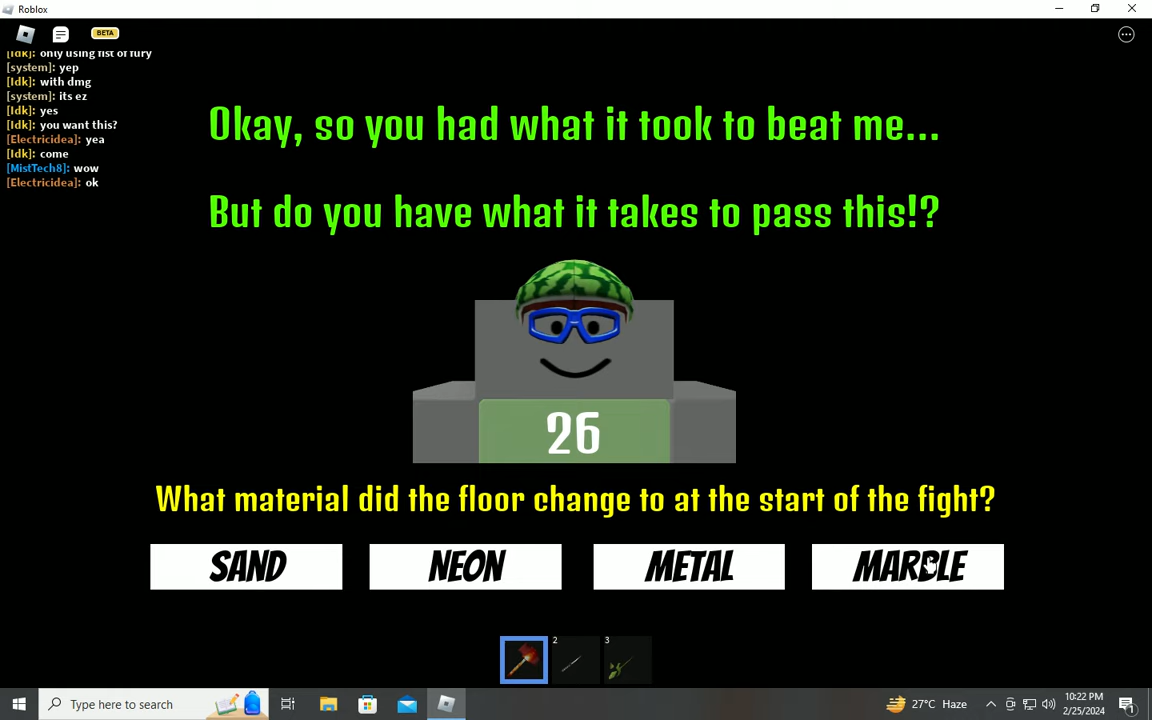 Roblox
BETA
[Idk]: only using fist of fury
[system]: yep
[Idk]: with dmg
[system]: its ez
[Idk]: yes
[Idk]: you want this?
[Electricidea]: yea
[Idk]: come
[MistTech8]: wow
[Electricidea]: ok
Okay, so you had what it took to beat me...
But do you have what it takes to pass this!?
26
What material did the floor change to at the start of the fight?
SAND NEON METAL MARBLE
2 3
Type here to search
27°C Haze
10:22 PM
2/25/2024
1